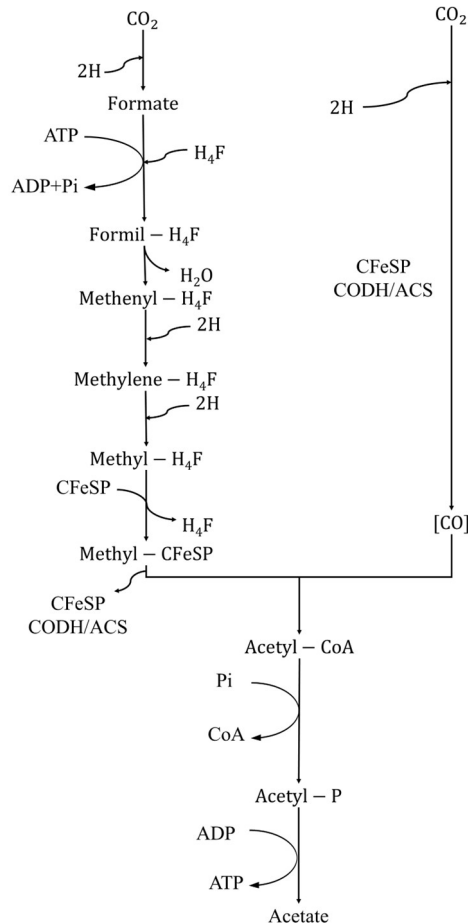 CO₂
CO₂
2H
2H
Formate
ATP
H₄F
ADP+Pi
Formil − H₄F
H₂O
CFeSP
CODH/ACS
Methenyl − H₄F
2H
Methylene − H₄F
2H
Methyl − H₄F
CFeSP
H₄F
[CO]
Methyl − CFeSP
CFeSP
CODH/ACS
Acetyl − CoA
Pi
CoA
Acetyl − P
ADP
ATP
Acetate